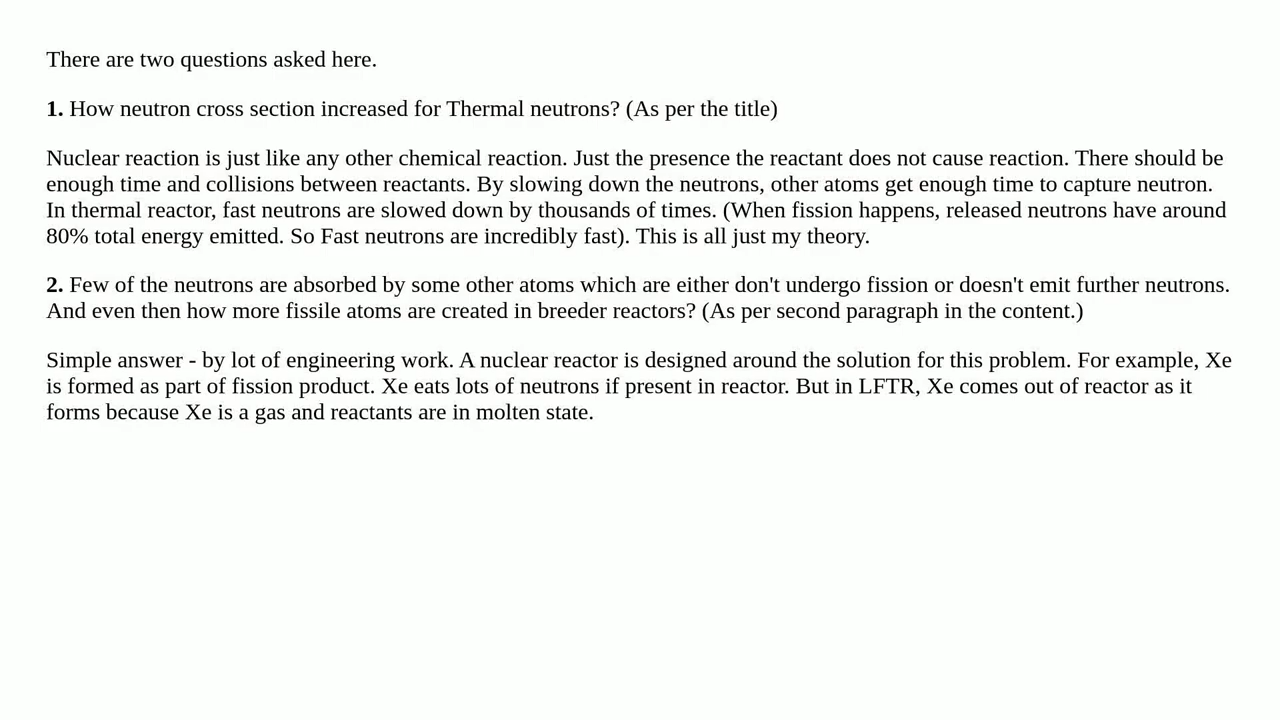 There are two questions asked here.
1. How neutron cross section increased for Thermal neutrons? (As per the title)
Nuclear reaction is just like any other chemical reaction. Just the presence the reactant does not cause reaction. There should be
enough time and collisions between reactants. By slowing down the neutrons, other atoms get enough time to capture neutron.
In thermal reactor, fast neutrons are slowed down by thousands of times. (When fission happens, released neutrons have around
80% total energy emitted. So Fast neutrons are incredibly fast). This is all just my theory.
2. Few of the neutrons are absorbed by some other atoms which are either don't undergo fission or doesn't emit further neutrons.
And even then how more fissile atoms are created in breeder reactors? (As per second paragraph in the content.)
Simple answer - by lot of engineering work. A nuclear reactor is designed around the solution for this problem. For example, Xe
is formed as part of fission product. Xe eats lots of neutrons if present in reactor. But in LFTR, Xe comes out of reactor as it
forms because Xe is a gas and reactants are in molten state.